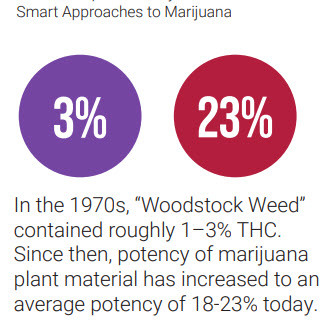 Smart Approaches to Marijuana
3%
23%
In the 1970s, “Woodstock Weed”
contained roughly 1–3% THC.
Since then, potency of marijuana
plant material has increased to an
average potency of 18-23% today.